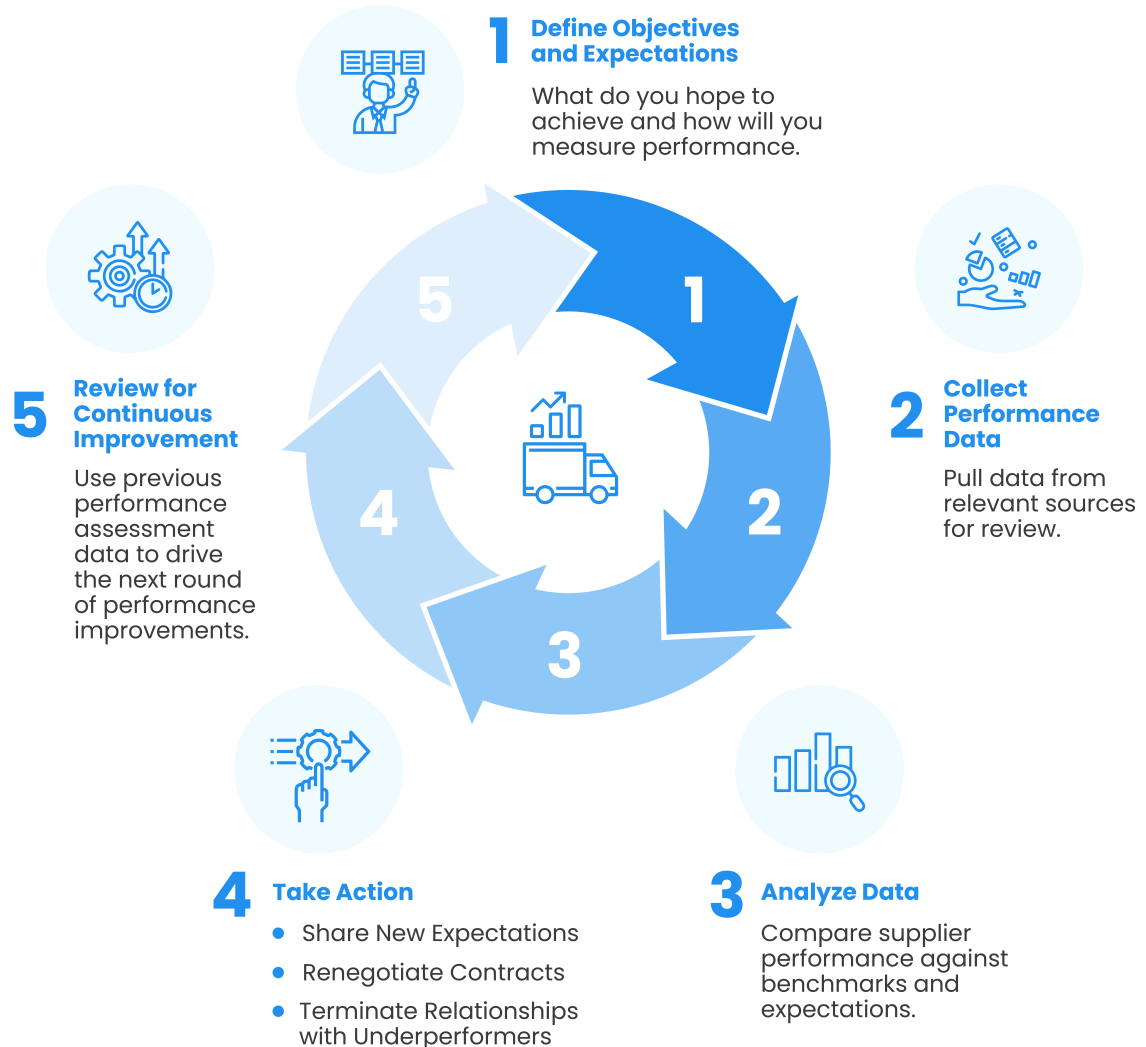 1
Define Objectives
and Expectations
What do you hope to
achieve and how will you
measure performance.
2
Collect
Performance
Data
Pull data from
relevant sources
for review.
3
Analyze Data
Compare supplier
performance against
benchmarks and
expectations.
4
Take Action
Share New Expectations
Renegotiate Contracts
Terminate Relationships
with Underperformers
5
Review for
Continuous
Improvement
Use previous
performance
assessment
data to drive
the next round
of performance
improvements.
1
2
3
4
5